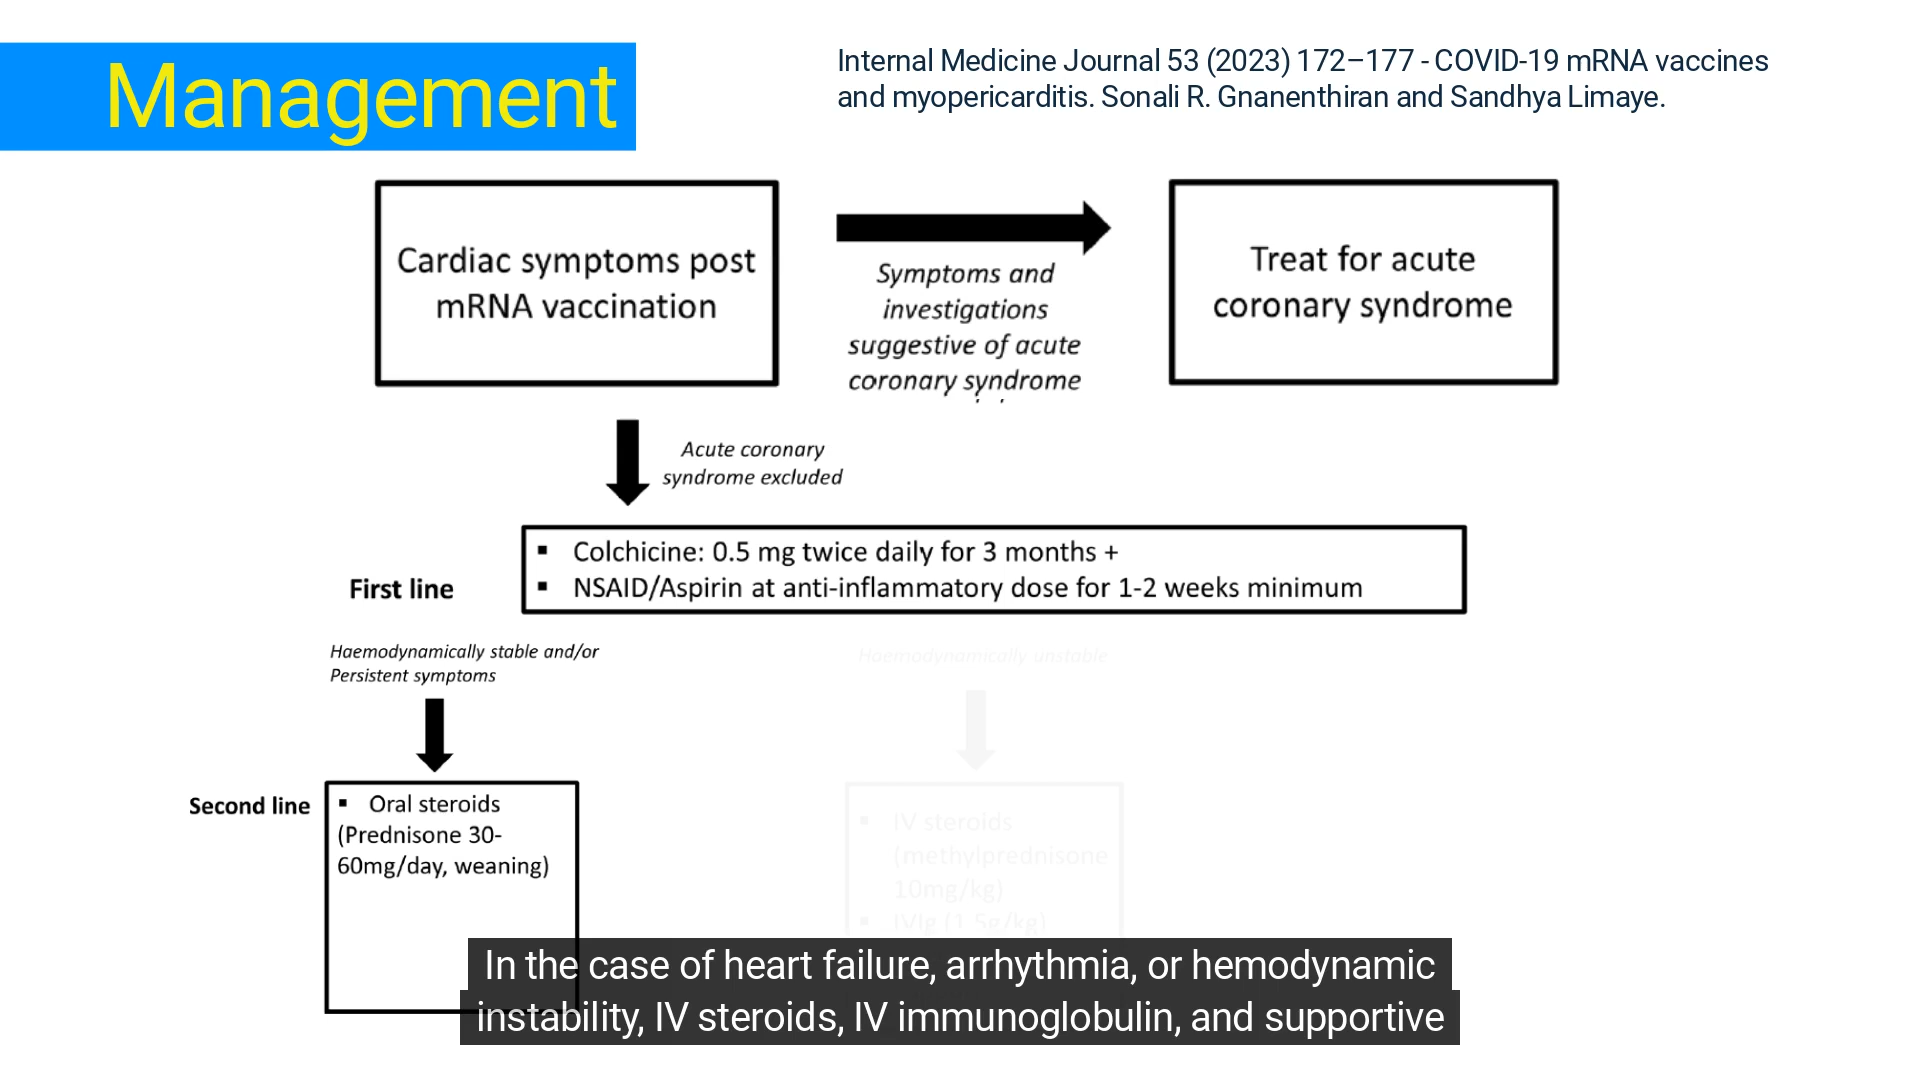 Management
Internal Medicine Journal 53 (2023) 172–177 - COVID-19 mRNA vaccines
and myopericarditis. Sonali R. Gnanenthiran and Sandhya Limaye.
Cardiac symptoms post
mRNA vaccination
Symptoms and
investigations
suggestive of acute
coronary syndrome
Treat for acute
coronary syndrome
Acute coronary
syndrome excluded
First line
▪ Colchicine: 0.5 mg twice daily for 3 months +
▪ NSAID/Aspirin at anti-inflammatory dose for 1-2 weeks minimum
Haemodynamically stable and/or
Persistent symptoms
Haemodynamically unstable
Second line
▪ Oral steroids
(Prednisone 30-
60mg/day, weaning)
▪ IV steroids
(methylprednisone
10mg/kg)
▪ IVIg (1.5g/kg)
In the case of heart failure, arrhythmia, or hemodynamic
instability, IV steroids, IV immunoglobulin, and supportive